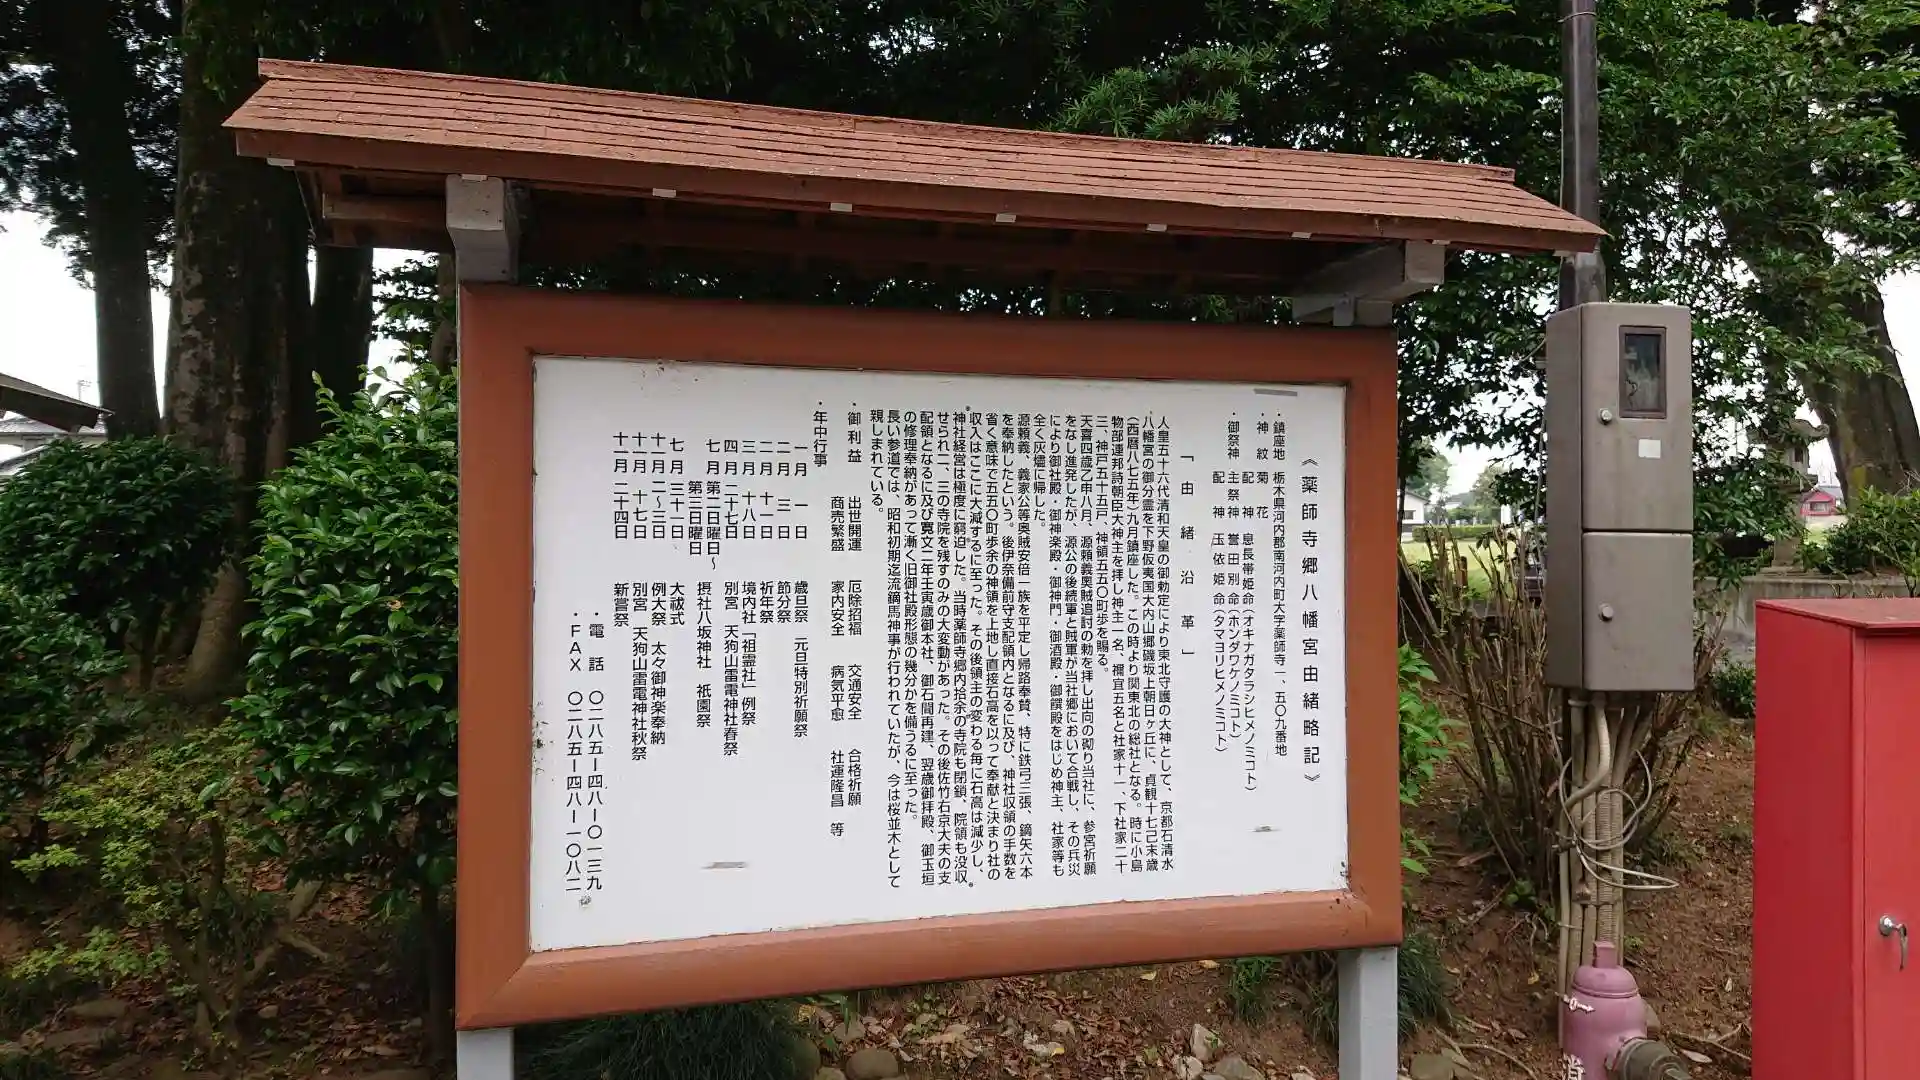 《薬師寺郷八幡宮由緒略記》
・鎮座地　栃木県河内郡南河内町大字薬師寺一、五〇九番地
・神　紋　菊　花
　　　　　配　神　息長帯姫命（オキナガタラシヒメノミコト）
・御祭神　主祭神　誉田別命（ホンダワケノミコト）
　　　　　配　神　玉依姫命（タマヨリヒメノミコト）
「由　緒　沿　革」
人皇五十六代清和天皇の御勅定により東北守護の大神として、京都石清水
八幡宮の御分霊を下野仮夷国大内山郷磯坂上朝日ヶ丘に、貞観十七己未歳
（西暦八七五年）九月鎮座した。この時より関東北の総社となる。時に小島
物部連邦詩朝臣大神主を拝し神主一名、禰宜五名と社家十一、下社家二十
三、神戸五十五戸、神領五五〇町歩を賜る。
天喜四歳乙申八月、源頼義奥賊追討の勅を拝し出向の砌り当社に、参宮祈願
をなし進発したが、源公の後続軍と賊軍が当社郷において合戦し、その兵災
により御社殿・御神楽殿・御神門・御酒殿・御饌殿をはじめ神主、社家等も
全く灰燼に帰した。
源頼義、義家公等奥賊安倍一族を平定し帰路奉賛、特に鉄弓三張、鏑矢六本
を奉納したという。後伊奈備前守支配領内となるに及び、神社収領の手数を
省く意味で五五〇町歩余の神領を上地し直接石高を以って奉献と決まり社の
収入はここに大減するに至った。その後領主の変わる毎に石高は減少し、
神社経営は極度に窮迫した。当時薬師寺郷内拾余の寺院も閉鎖、院領も没収
せられ二、三の寺院を残すのみの大変動があった。その後佐竹右京大夫の支
配領となるに及び寛文二年壬寅歳御本社、御石間再建、翌歳御拝殿、御玉垣
の修理奉納があって漸く旧御社殿形態の幾分かを備うるに至った。
長い参道では、昭和初期迄流鏑馬神事が行われていたが、今は桜並木として
親しまれている。
・御利益　出世開運　厄除招福　交通安全　合格祈願
　　　　　商売繁盛　家内安全　病気平癒　社運隆昌　等
・年中行事
一月　一日　歳旦祭　元旦特別祈願祭
二月　三日　節分祭
二月　十一日　祈年祭
三月　十八日　境内社「祖霊社」例祭
四月　二十七日　別宮　天狗山雷電神社春祭
七月　第二日曜日～
　　　第三日曜日　摂社八坂神社　祇園祭
七月　三十一日　大祓式
十一月　二～三日　例大祭　太々御神楽奉納
十一月　十七日　別宮　天狗山雷電神社秋祭
十一月　二十四日　新嘗祭
・電　話　〇二八五―四八―〇一三九
・ＦＡＸ　〇二八五―四八―一〇八二
消